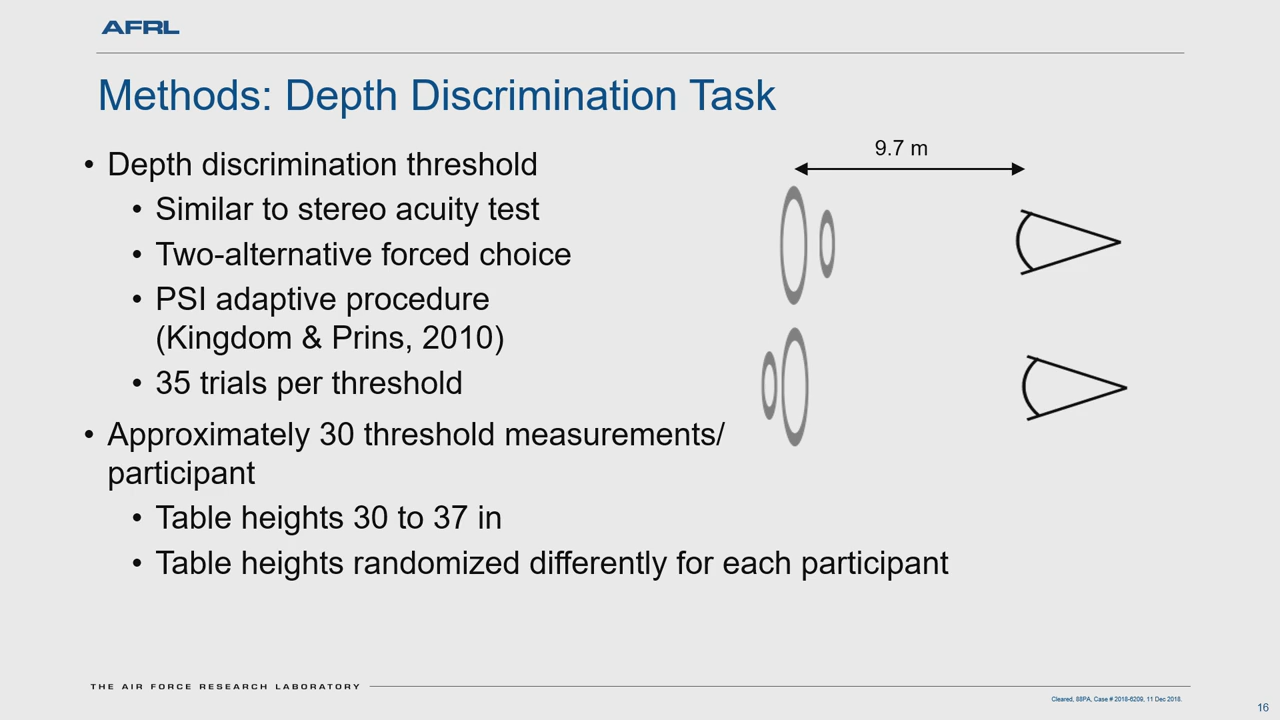 AFRL
Methods: Depth Discrimination Task
• Depth discrimination threshold
• Similar to stereo acuity test
• Two-alternative forced choice
• PSI adaptive procedure
(Kingdom & Prins, 2010)
• 35 trials per threshold
• Approximately 30 threshold measurements/
participant
• Table heights 30 to 37 in
• Table heights randomized differently for each participant
9.7 m
THE AIR FORCE RESEARCH LABORATORY
Cleared, 88PA, Case # 2018-6209, 11 Dec 2018.
16